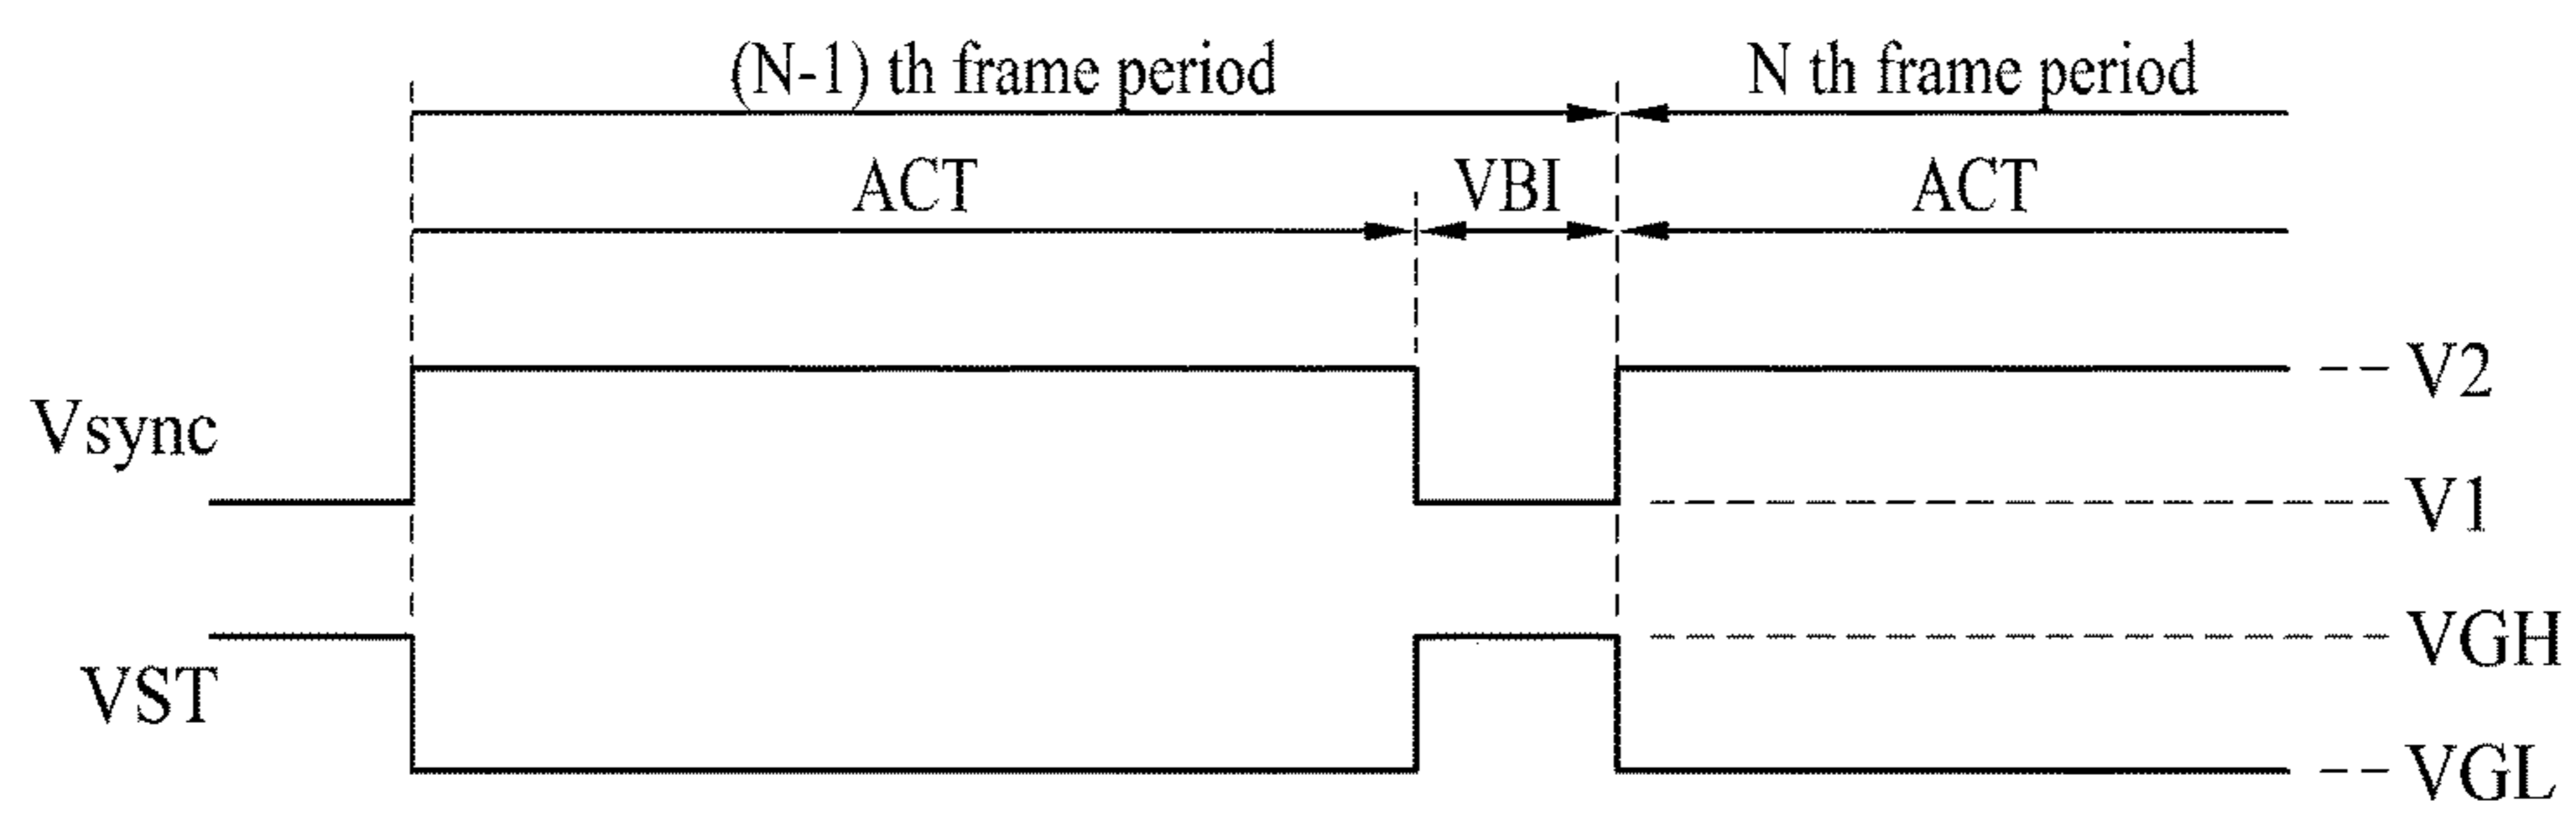 (N-1) th frame period N th frame period
ACT VBI ACT
V2
Vsync
V1
VGH
VST
VGL